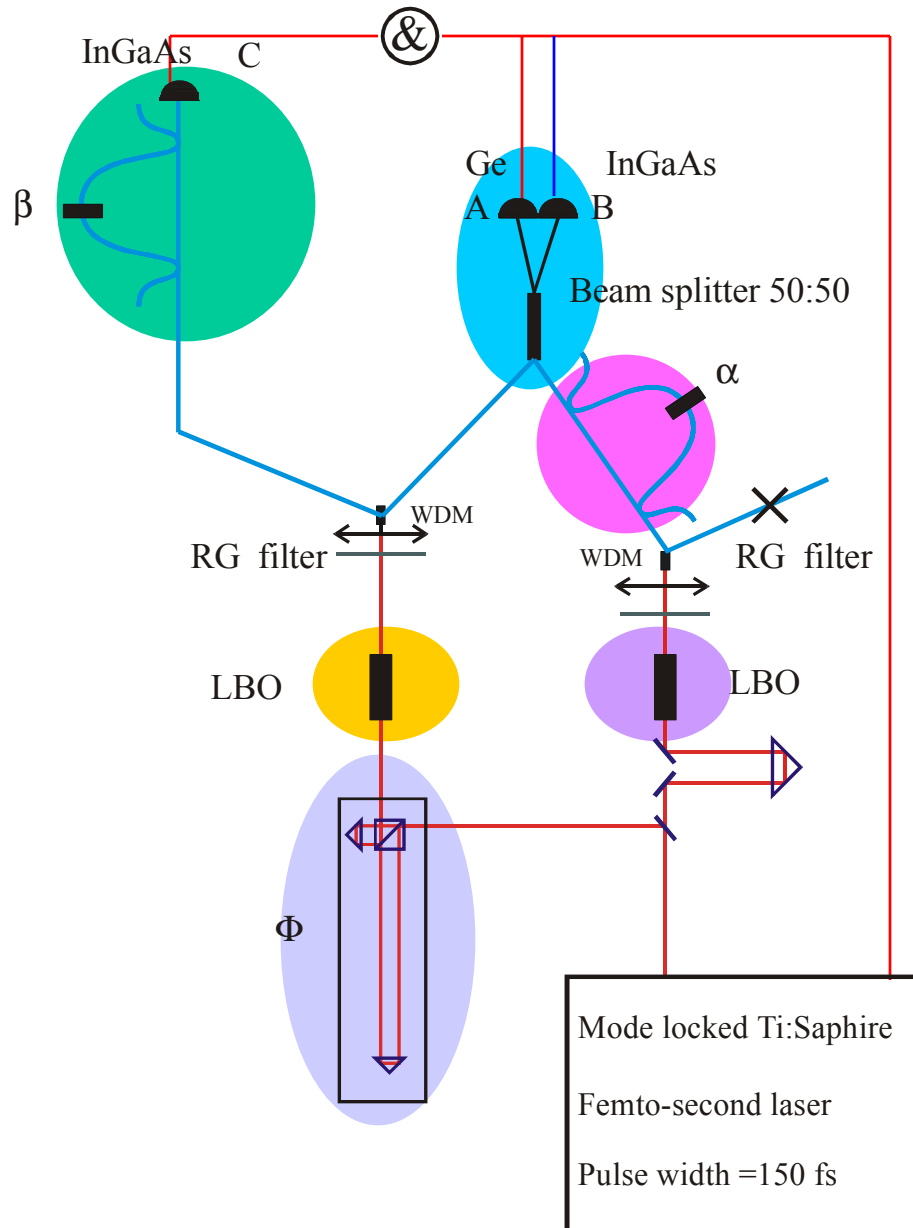 &
InGaAs C
Ge InGaAs
β A B
Beam splitter 50:50
α
WDM
RG filter WDM RG filter
LBO LBO
Φ
Mode locked Ti:Saphire
Femto-second laser
Pulse width =150 fs